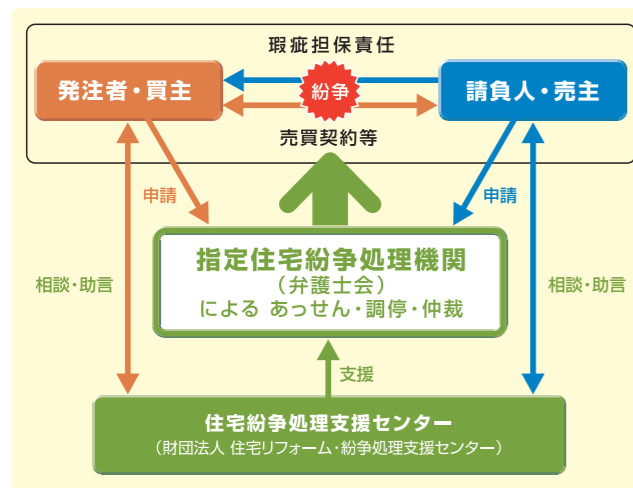 瑕疵担保責任
発注者・買主
紛争
請負人・売主
売買契約等
申請
申請
指定住宅紛争処理機関
（弁護士会）
による あっせん・調停・仲裁
相談・助言
相談・助言
支援
住宅紛争処理支援センター
（財団法人 住宅リフォーム・紛争処理支援センター）